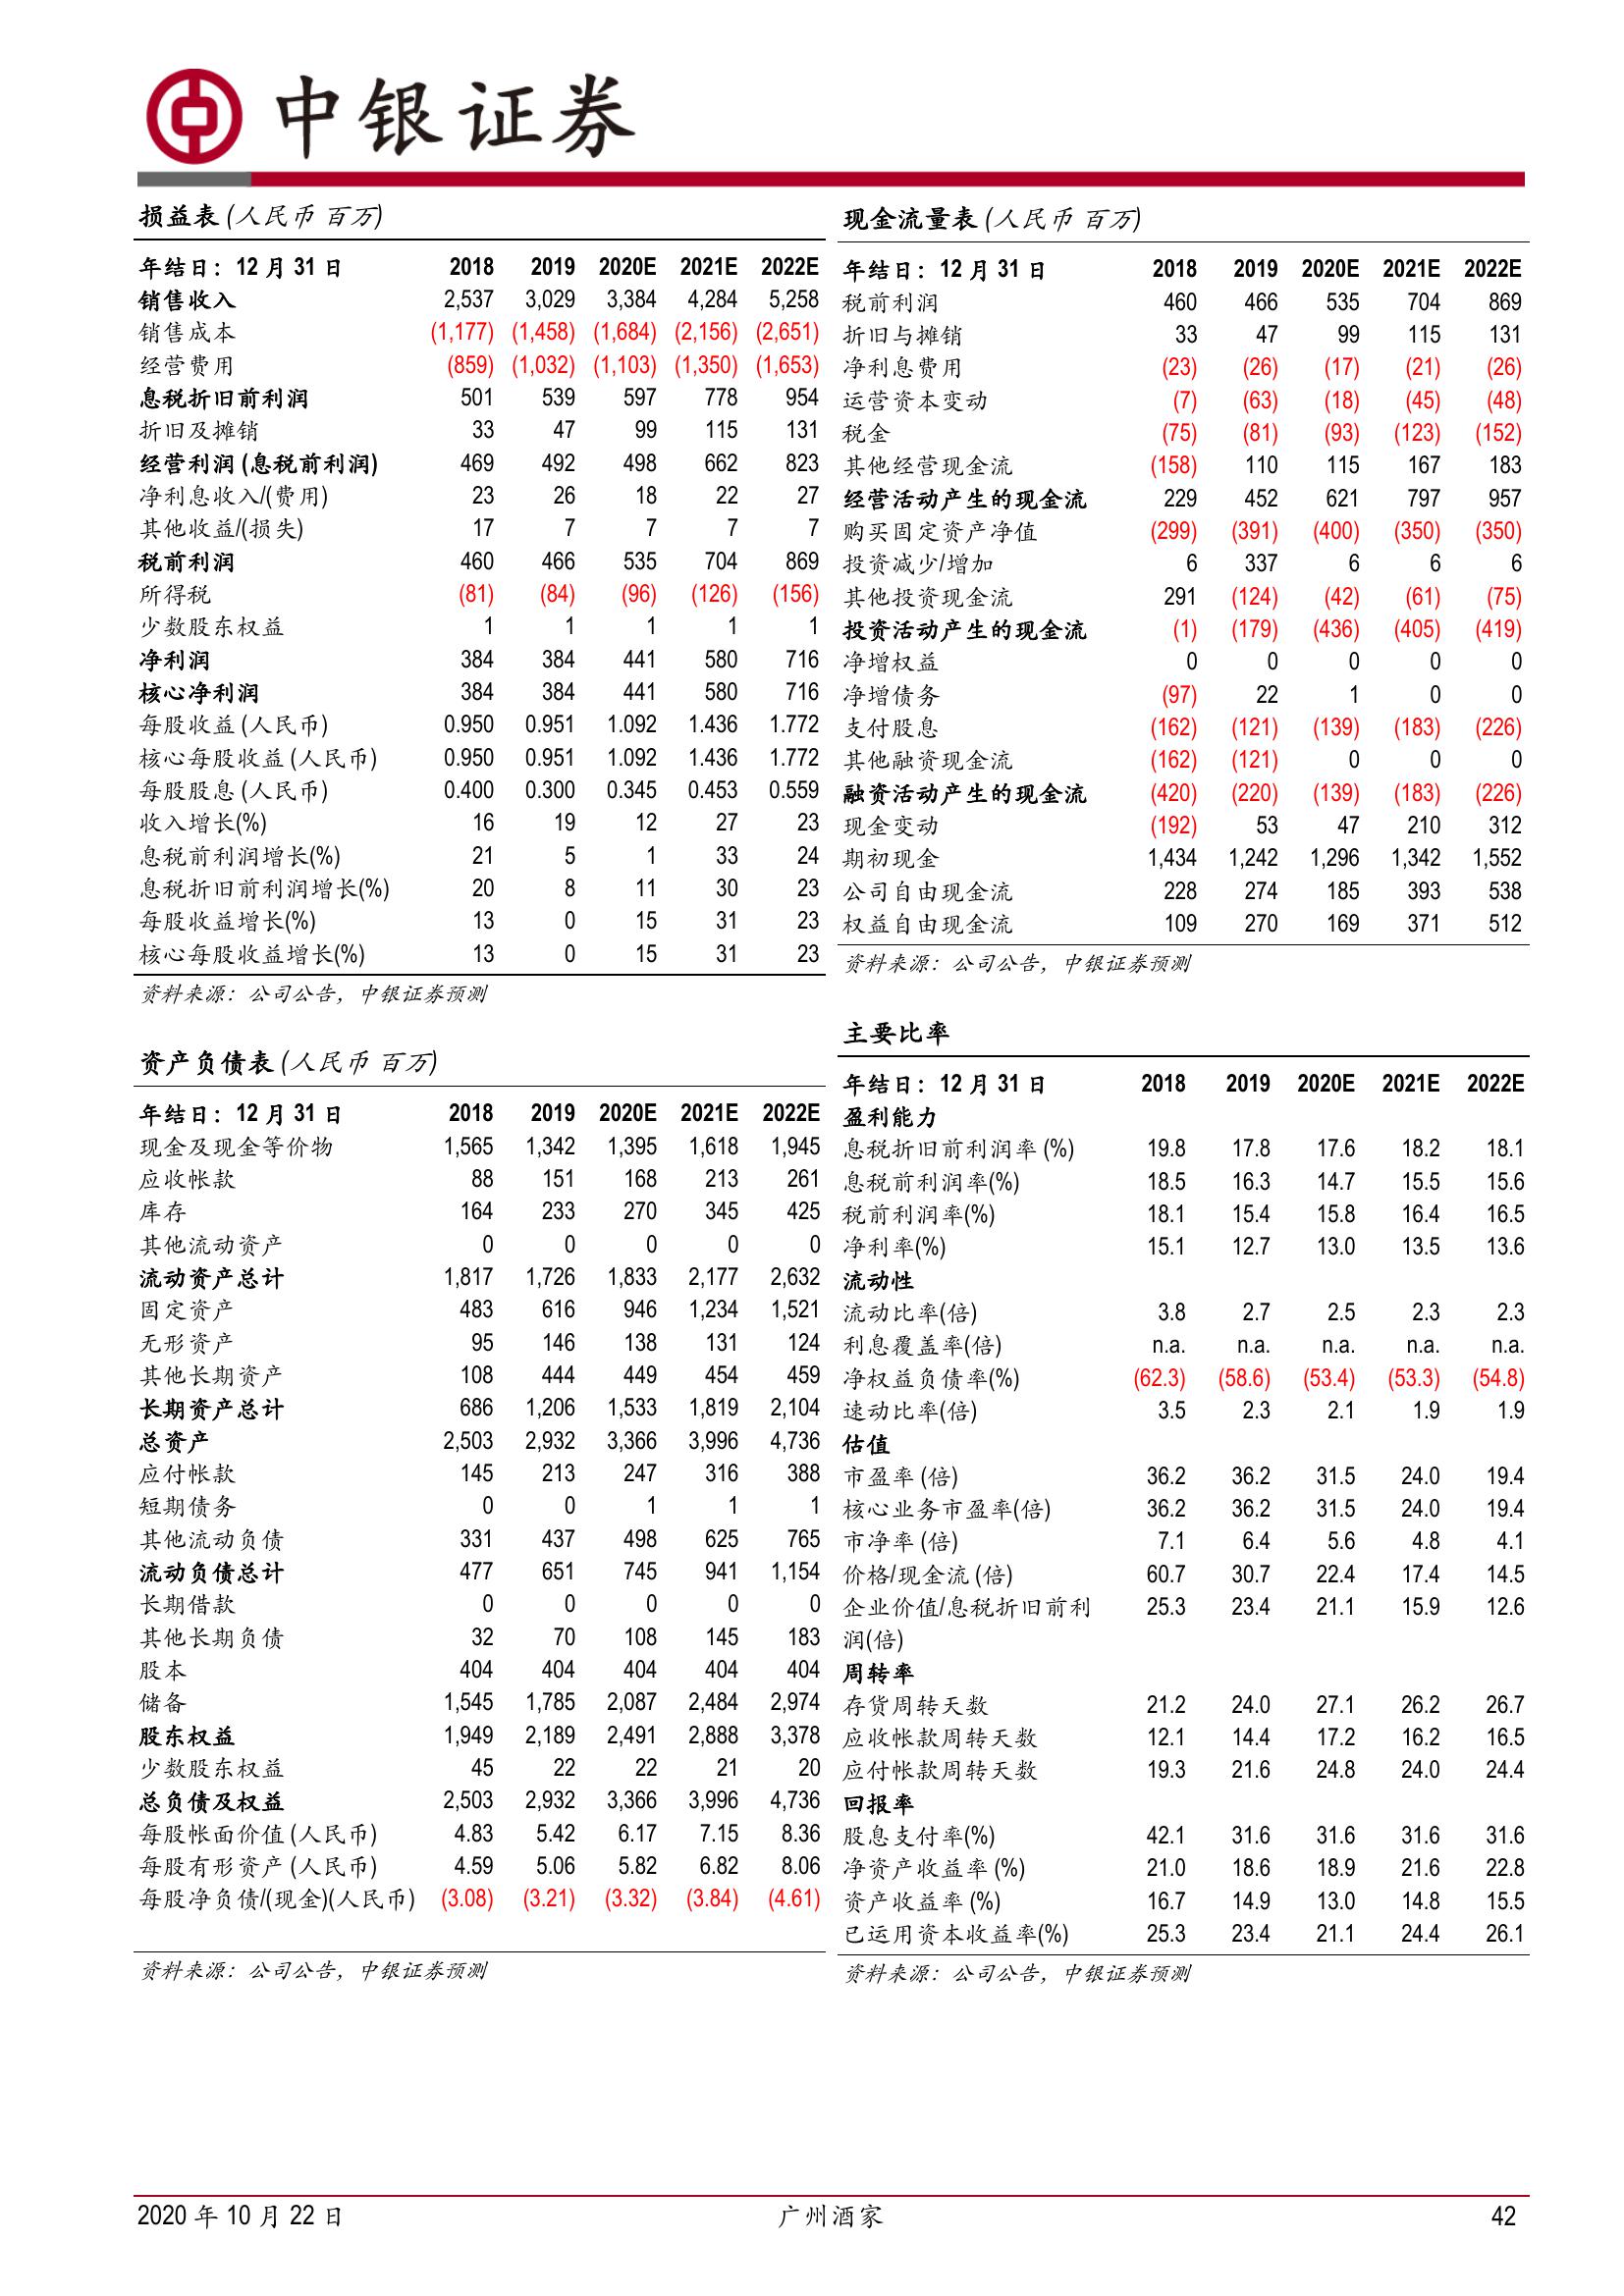 中银证券
损益表 (人民币 百万)
年结日：12 月 31 日 2018 2019 2020E 2021E 2022E
销售收入 2,537 3,029 3,384 4,284 5,258
销售成本 (1,177) (1,458) (1,684) (2,156) (2,651)
经营费用 (859) (1,032) (1,103) (1,350) (1,653)
息税折旧前利润 501 539 597 778 954
折旧及摊销 33 47 99 115 131
经营利润 (息税前利润) 469 492 498 662 823
净利息收入/(费用) 23 26 18 22 27
其他收益/(损失) 17 7 7 7 7
税前利润 460 466 535 704 869
所得税 (81) (84) (96) (126) (156)
少数股东权益 1 1 1 1 1
净利润 384 384 441 580 716
核心净利润 384 384 441 580 716
每股收益 (人民币) 0.950 0.951 1.092 1.436 1.772
核心每股收益 (人民币) 0.950 0.951 1.092 1.436 1.772
每股股息 (人民币) 0.400 0.300 0.345 0.453 0.559
收入增长(%) 16 19 12 27 23
息税前利润增长(%) 21 5 1 33 24
息税折旧前利润增长(%) 20 8 11 30 23
每股收益增长(%) 13 0 15 31 23
核心每股收益增长(%) 13 0 15 31 23
资料来源：公司公告，中银证券预测
资产负债表 (人民币 百万)
年结日：12 月 31 日 2018 2019 2020E 2021E 2022E
现金及现金等价物 1,565 1,342 1,395 1,618 1,945
应收帐款 88 151 168 213 261
库存 164 233 270 345 425
其他流动资产 0 0 0 0 0
流动资产总计 1,817 1,726 1,833 2,177 2,632
固定资产 483 616 946 1,234 1,521
无形资产 95 146 138 131 124
其他长期资产 108 444 449 454 459
长期资产总计 686 1,206 1,533 1,819 2,104
总资产 2,503 2,932 3,366 3,996 4,736
应付帐款 145 213 247 316 388
短期债务 0 0 1 1 1
其他流动负债 331 437 498 625 765
流动负债总计 477 651 745 941 1,154
长期借款 0 0 0 0 0
其他长期负债 32 70 108 145 183
股本 404 404 404 404 404
储备 1,545 1,785 2,087 2,484 2,974
股东权益 1,949 2,189 2,491 2,888 3,378
少数股东权益 45 22 22 21 20
总负债及权益 2,503 2,932 3,366 3,996 4,736
每股帐面价值 (人民币) 4.83 5.42 6.17 7.15 8.36
每股有形资产 (人民币) 4.59 5.06 5.82 6.82 8.06
每股净负债/(现金)(人民币) (3.08) (3.21) (3.32) (3.84) (4.61)
资料来源：公司公告，中银证券预测
现金流量表 (人民币 百万)
年结日：12 月 31 日 2018 2019 2020E 2021E 2022E
税前利润 460 466 535 704 869
折旧与摊销 33 47 99 115 131
净利息费用 (23) (26) (17) (21) (26)
运营资本变动 (7) (63) (18) (45) (48)
税金 (75) (81) (93) (123) (152)
其他经营现金流 (158) 110 115 167 183
经营活动产生的现金流 229 452 621 797 957
购买固定资产净值 (299) (391) (400) (350) (350)
投资减少/增加 6 337 6 6 6
其他投资现金流 291 (124) (42) (61) (75)
投资活动产生的现金流 (1) (179) (436) (405) (419)
净增权益 0 0 0 0 0
净增债务 (97) 22 1 0 0
支付股息 (162) (121) (139) (183) (226)
其他融资现金流 (162) (121) 0 0 0
融资活动产生的现金流 (420) (220) (139) (183) (226)
现金变动 (192) 53 47 210 312
期初现金 1,434 1,242 1,296 1,342 1,552
公司自由现金流 228 274 185 393 538
权益自由现金流 109 270 169 371 512
资料来源：公司公告，中银证券预测
主要比率
年结日：12 月 31 日 2018 2019 2020E 2021E 2022E
盈利能力
息税折旧前利润率 (%) 19.8 17.8 17.6 18.2 18.1
息税前利润率(%) 18.5 16.3 14.7 15.5 15.6
税前利润率(%) 18.1 15.4 15.8 16.4 16.5
净利率(%) 15.1 12.7 13.0 13.5 13.6
流动性
流动比率(倍) 3.8 2.7 2.5 2.3 2.3
利息覆盖率(倍) n.a. n.a. n.a. n.a. n.a.
净权益负债率(%) (62.3) (58.6) (53.4) (53.3) (54.8)
速动比率(倍) 3.5 2.3 2.1 1.9 1.9
估值
市盈率 (倍) 36.2 36.2 31.5 24.0 19.4
核心业务市盈率(倍) 36.2 36.2 31.5 24.0 19.4
市净率 (倍) 7.1 6.4 5.6 4.8 4.1
价格/现金流 (倍) 60.7 30.7 22.4 17.4 14.5
企业价值/息税折旧前利 25.3 23.4 21.1 15.9 12.6
润(倍)
周转率
存货周转天数 21.2 24.0 27.1 26.2 26.7
应收帐款周转天数 12.1 14.4 17.2 16.2 16.5
应付帐款周转天数 19.3 21.6 24.8 24.0 24.4
回报率
股息支付率(%) 42.1 31.6 31.6 31.6 31.6
净资产收益率 (%) 21.0 18.6 18.9 21.6 22.8
资产收益率 (%) 16.7 14.9 13.0 14.8 15.5
已运用资本收益率(%) 25.3 23.4 21.1 24.4 26.1
资料来源：公司公告，中银证券预测
2020 年 10 月 22 日 广州酒家 42